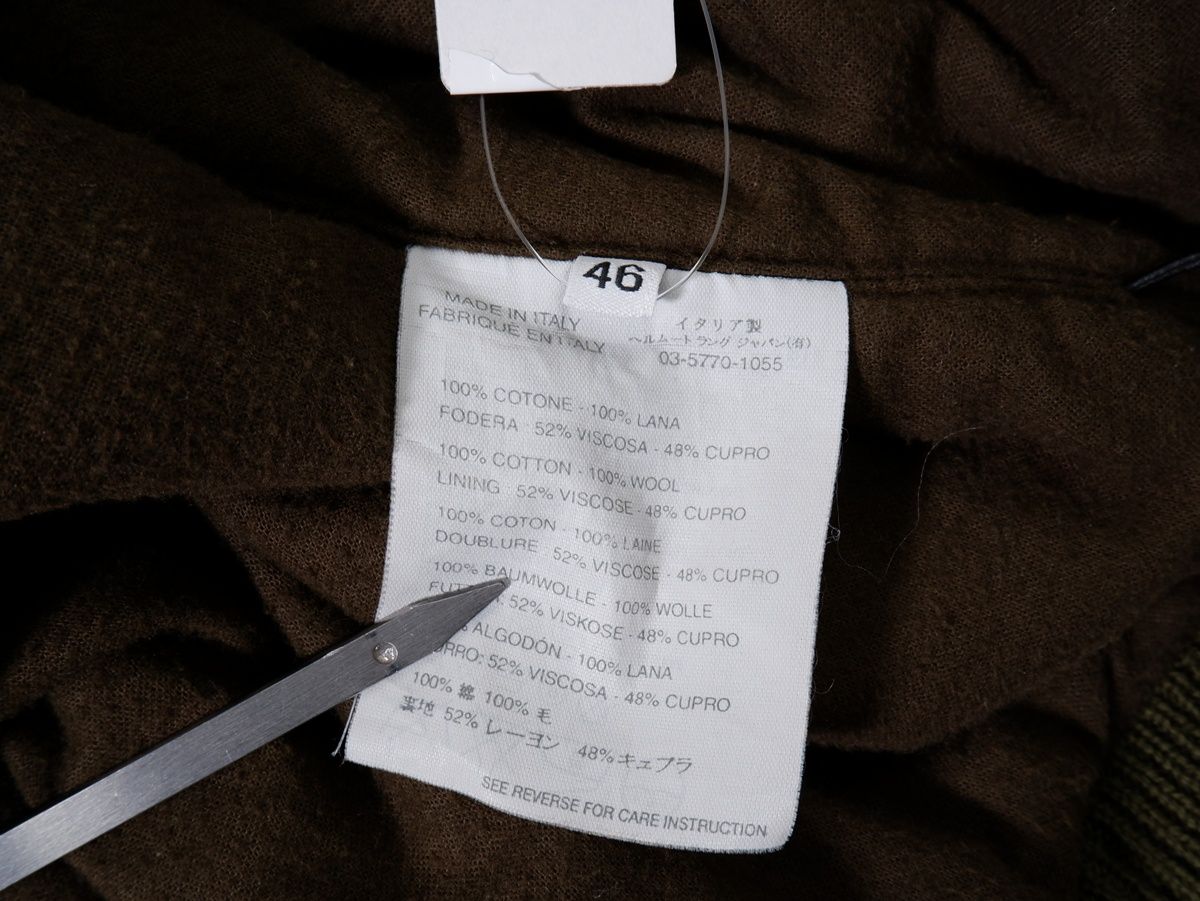 46
MADE IN ITALY
FABRIQUE EN ITALY
イタリア製
ヘルムート ラング ジャパン(有)
03-5770-1055
100% COTONE - 100% LANA
FODERA 52% VISCOSA - 48% CUPRO
100% COTTON - 100% WOOL
LINING 52% VISCOSE - 48% CUPRO
100% COTON - 100% LAINE
DOUBLURE 52% VISCOSE - 48% CUPRO
100% BAUMWOLLE - 100% WOLLE
52% VISKOSE - 48% CUPRO
ALGODÓN - 100% LANA
52% VISCOSA - 48% CUPRO
100% 綿 100% 毛
裏地 52% レーヨン 48%キュプラ
SEE REVERSE FOR CARE INSTRUCTION